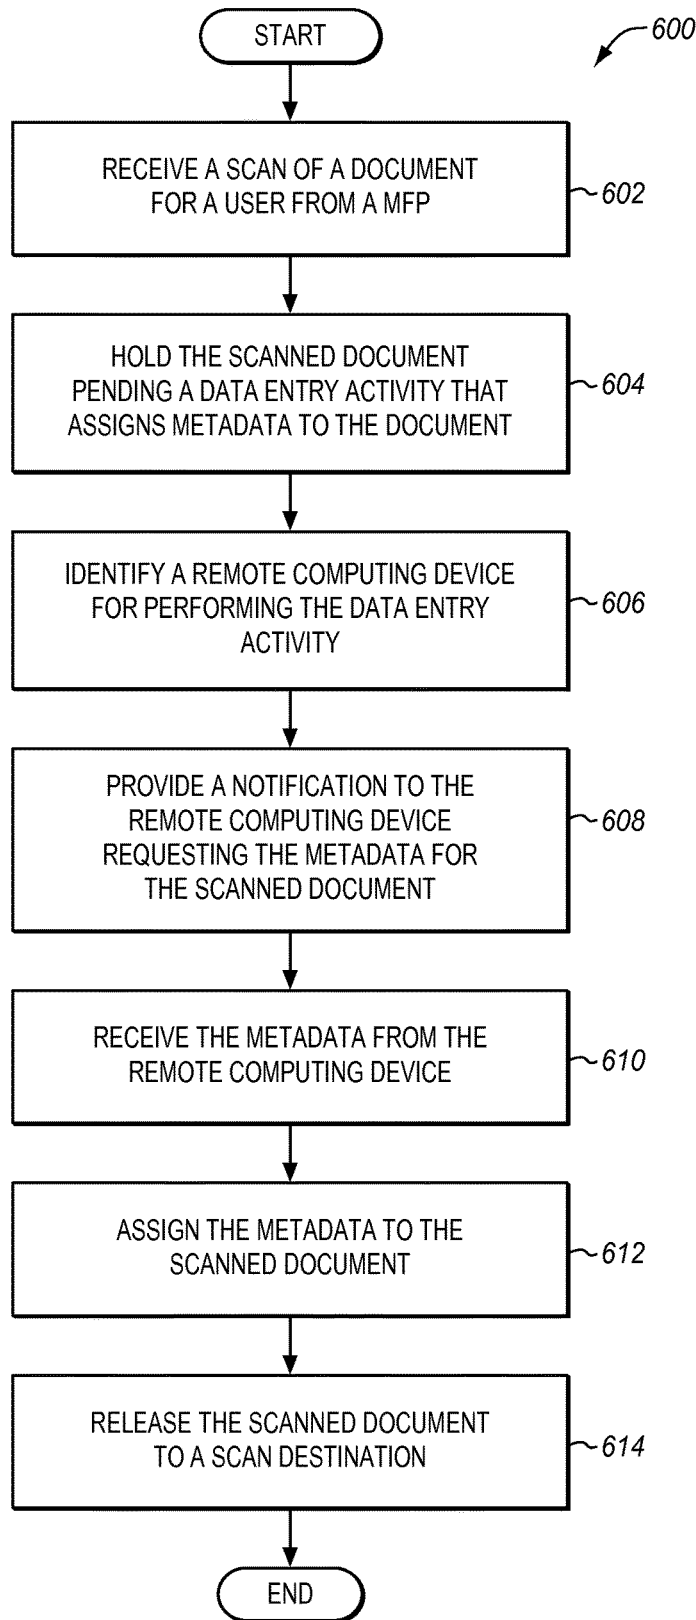 START
600
RECEIVE A SCAN OF A DOCUMENT
FOR A USER FROM A MFP
602
HOLD THE SCANNED DOCUMENT
PENDING A DATA ENTRY ACTIVITY THAT
ASSIGNS METADATA TO THE DOCUMENT
604
IDENTIFY A REMOTE COMPUTING DEVICE
FOR PERFORMING THE DATA ENTRY
ACTIVITY
606
PROVIDE A NOTIFICATION TO THE
REMOTE COMPUTING DEVICE
REQUESTING THE METADATA FOR
THE SCANNED DOCUMENT
608
RECEIVE THE METADATA FROM THE
REMOTE COMPUTING DEVICE
610
ASSIGN THE METADATA TO THE
SCANNED DOCUMENT
612
RELEASE THE SCANNED DOCUMENT
TO A SCAN DESTINATION
614
END